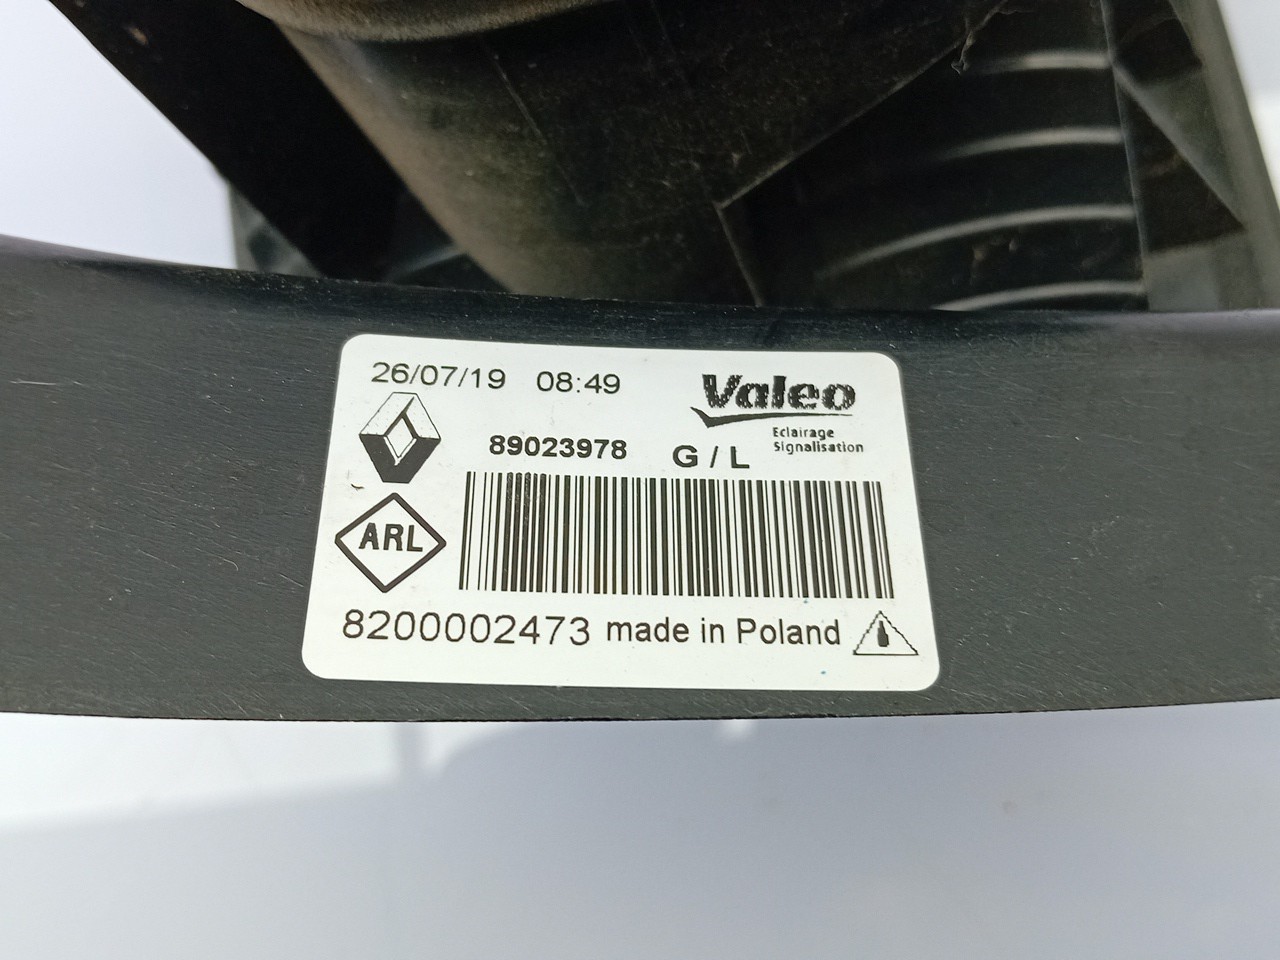 26/07/19 08:49
Valeo
Eclairage
Signalisation
89023978 G / L
ARL
8200002473 made in Poland